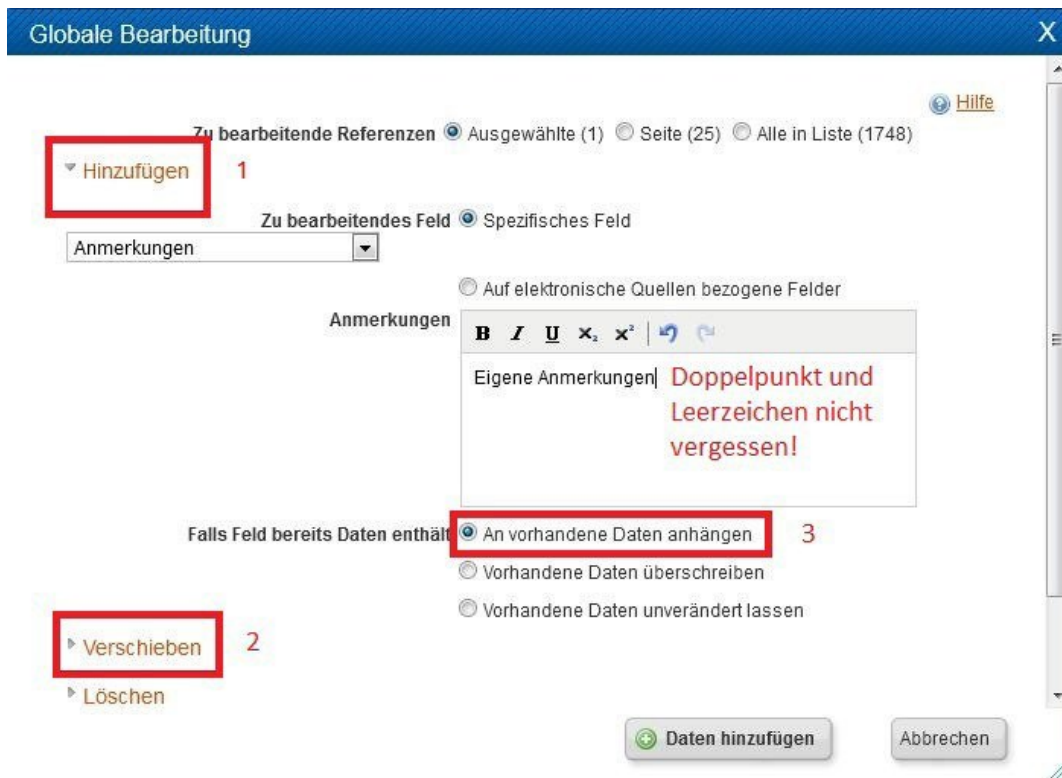 Globale Bearbeitung X
Hilfe
Zu bearbeitende Referenzen Ausgewählte (1) Seite (25) Alle in Liste (1748)
Hinzufügen 1
Zu bearbeitendes Feld Spezifisches Feld
Anmerkungen
Auf elektronische Quellen bezogene Felder
Anmerkungen
B I U x₂ x²
Eigene Anmerkungen Doppelpunkt und
Leerzeichen nicht
vergessen!
Falls Feld bereits Daten enthält An vorhandene Daten anhängen 3
Vorhandene Daten überschreiben
Vorhandene Daten unverändert lassen
Verschieben 2
Löschen
Daten hinzufügen Abbrechen